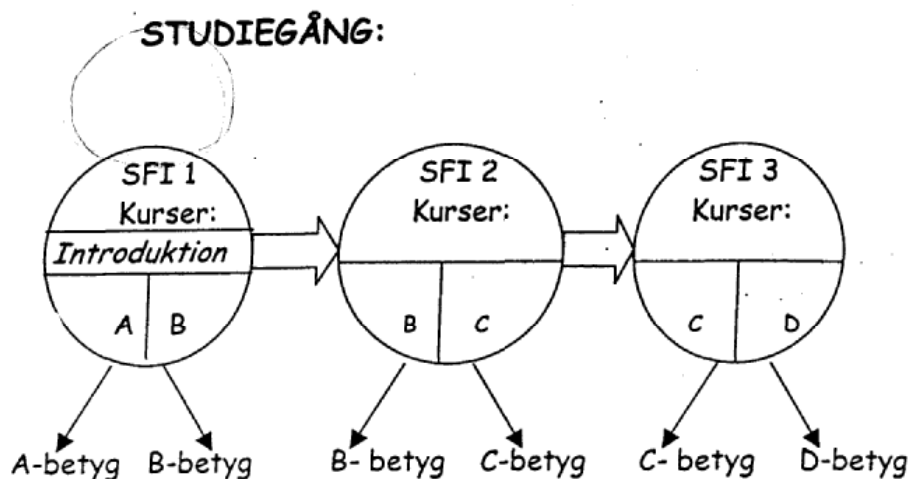 STUDIEGÅNG:
SFI 1
Kurser:
Introduktion
A B
A-betyg B-betyg
SFI 2
Kurser:
B C
B- betyg C-betyg
SFI 3
Kurser:
C D
C- betyg D-betyg